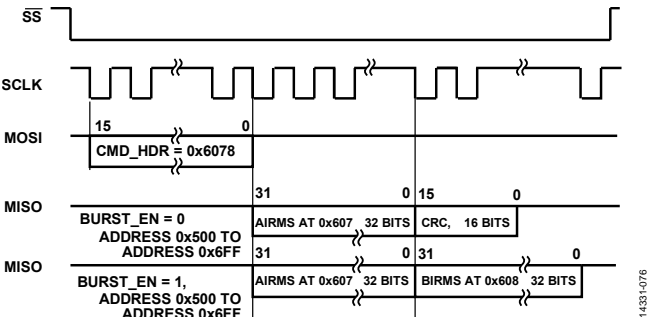 SS
SCLK
MOSI
15 0
CMD_HDR = 0x6078
31 0 15 0
MISO
BURST_EN = 0
ADDRESS 0x500 TO
ADDRESS 0x6FF
AIRMS AT 0x607 32 BITS CRC, 16 BITS
31 0 31 0
MISO
BURST_EN = 1,
ADDRESS 0x500 TO
ADDRESS 0x6FF
AIRMS AT 0x607 32 BITS BIRMS AT 0x608 32 BITS
14331-076